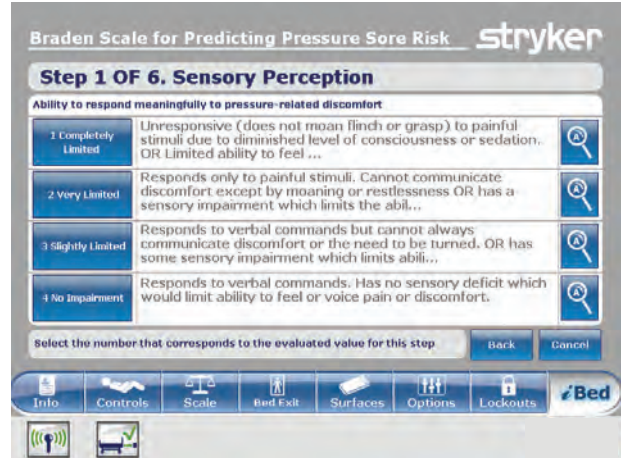 Braden Scale for Predicting Pressure Sore Risk
stryker
Step 1 OF 6. Sensory Perception
Ability to respond meaningfully to pressure-related discomfort
1 Completely
Limited
Unresponsive (does not moan flinch or grasp) to painful
stimuli due to diminished level of consciousness or sedation.
OR Limited ability to feel ...
2 Very Limited
Responds only to painful stimuli. Cannot communicate
discomfort except by moaning or restlessness OR has a
sensory impairment which limits the abil...
3 Slightly Limited
Responds to verbal commands but cannot always
communicate discomfort or the need to be turned. OR has
some sensory impairment which limits abili...
4 No Impairment
Responds to verbal commands. Has no sensory deficit which
would limit ability to feel or voice pain or discomfort.
Select the number that corresponds to the evaluated value for this step
Back
Cancel
Info
Controls
Scale
Bed Exit
Surfaces
Options
Lockouts
iBed